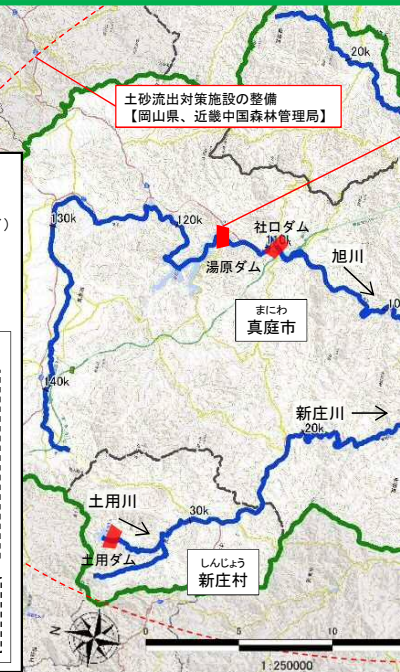 20k
土砂流出対策施設の整備
【岡山県、近畿中国森林管理局】
130k
120k
社口ダム
110k
湯原ダム
旭川
まにわ
真庭市
140k
新庄川
20k
土用川
30k
土用ダム
しんじょう
新庄村
N
0
10
1:250000